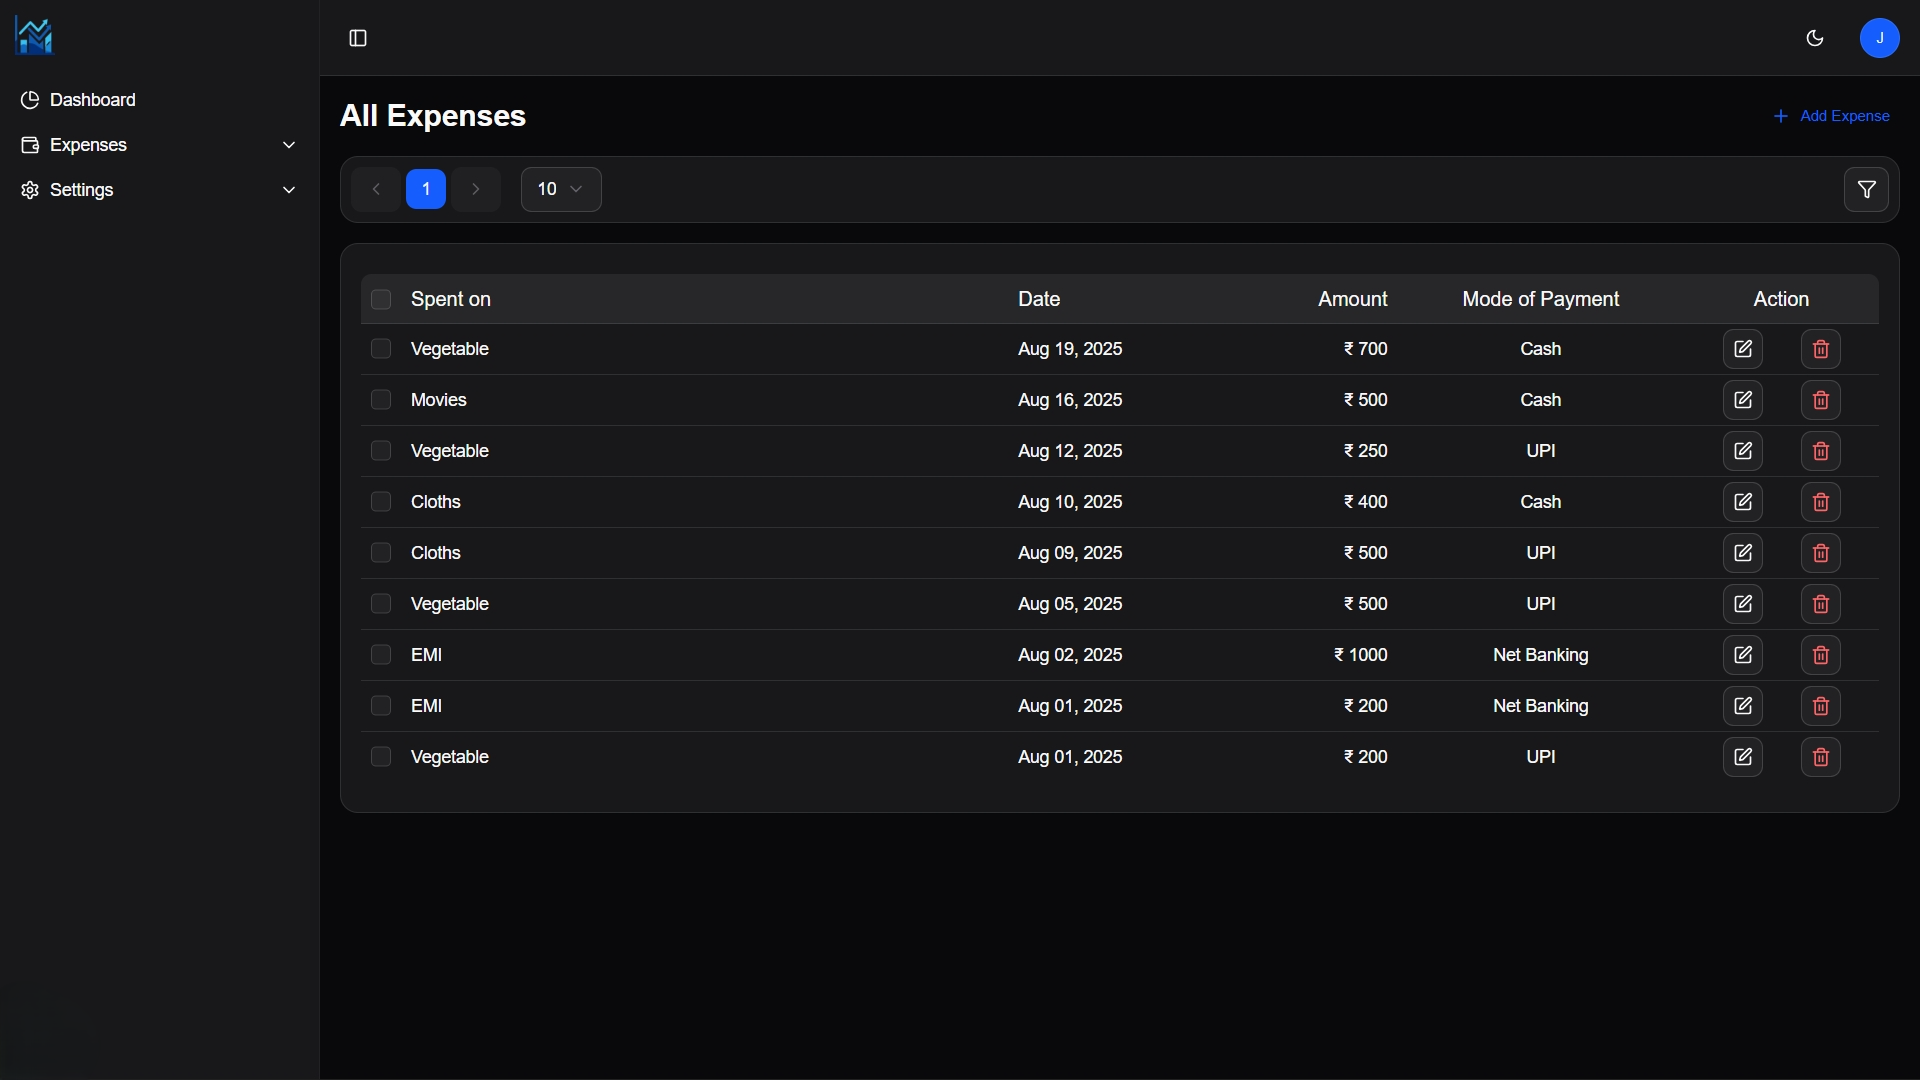 J
Dashboard
Expenses
Settings
All Expenses
Add Expense
1
10
Spent on Date Amount Mode of Payment Action
Vegetable Aug 19, 2025 ₹ 700 Cash
Movies Aug 16, 2025 ₹ 500 Cash
Vegetable Aug 12, 2025 ₹ 250 UPI
Cloths Aug 10, 2025 ₹ 400 Cash
Cloths Aug 09, 2025 ₹ 500 UPI
Vegetable Aug 05, 2025 ₹ 500 UPI
EMI Aug 02, 2025 ₹ 1000 Net Banking
EMI Aug 01, 2025 ₹ 200 Net Banking
Vegetable Aug 01, 2025 ₹ 200 UPI